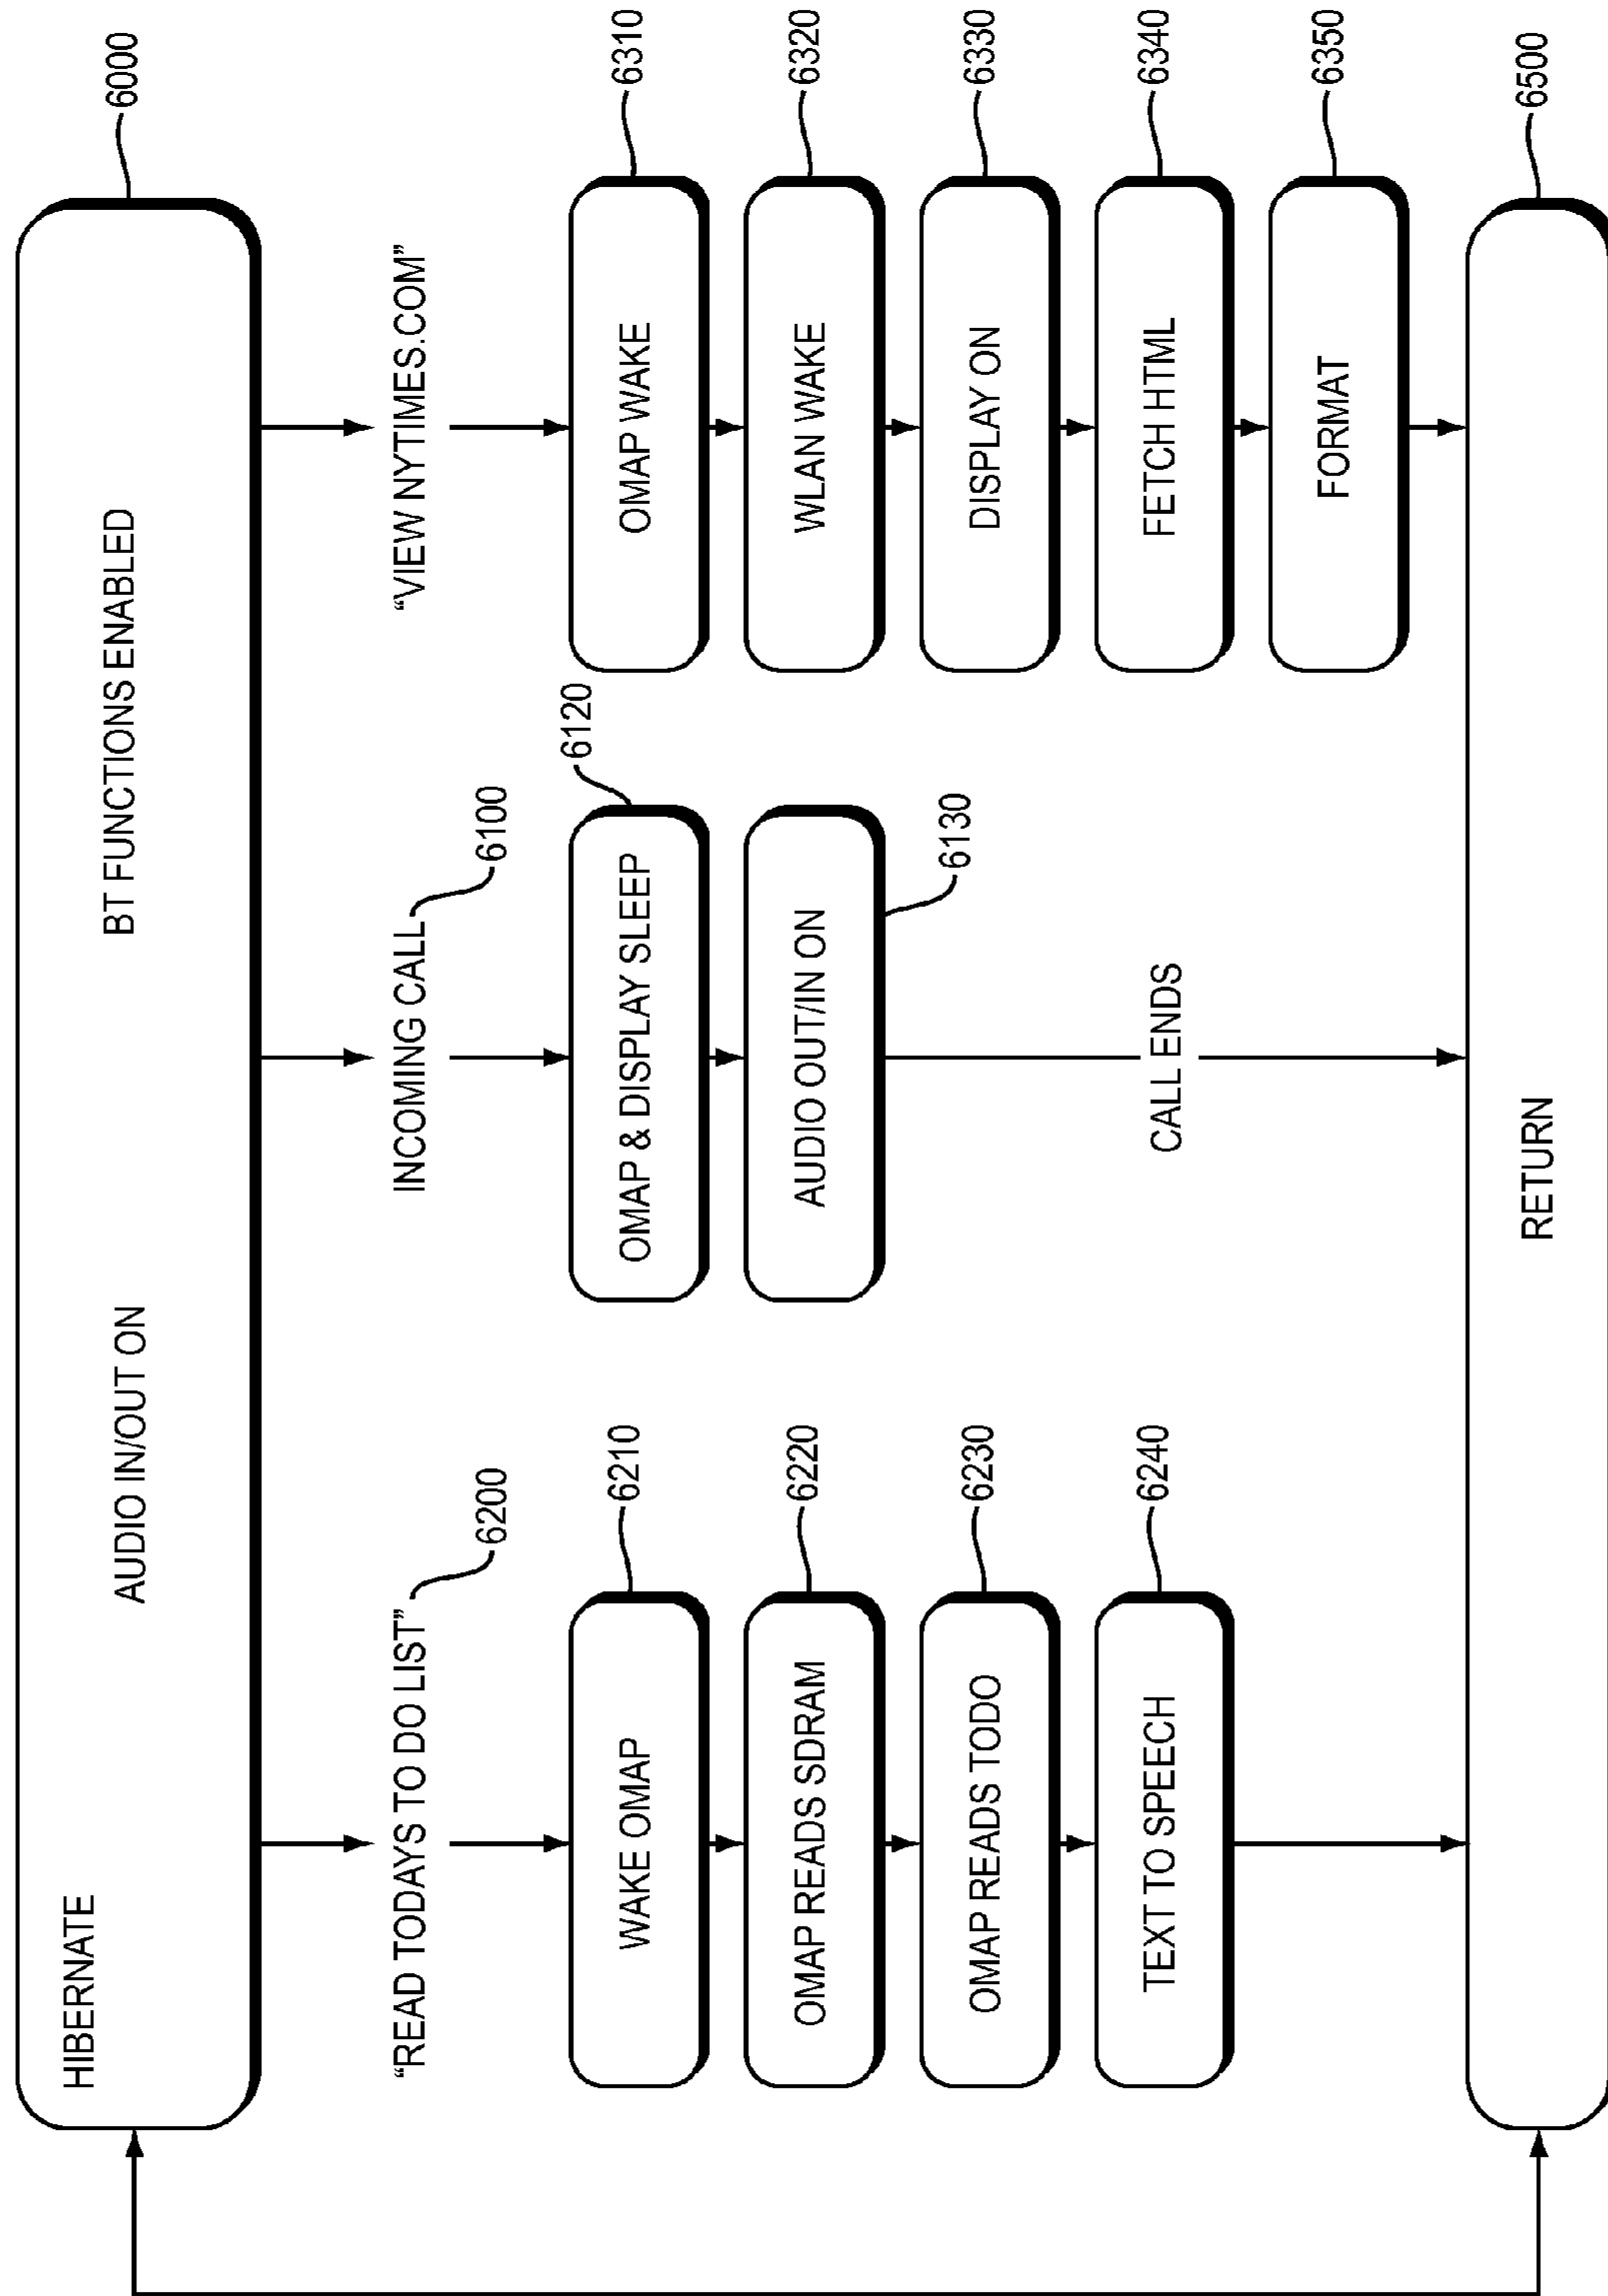 HIBERNATE
AUDIO IN/OUT ON
BT FUNCTIONS ENABLED
6000
“READ TODAYS TO DO LIST”
6200
WAKE OMAP
6210
OMAP READS SDRAM
6220
OMAP READS TODO
6230
TEXT TO SPEECH
6240
INCOMING CALL
6100
OMAP & DISPLAY SLEEP
6120
AUDIO OUT/IN ON
6130
CALL ENDS
“VIEW NYTIMES.COM”
OMAP WAKE
6310
WLAN WAKE
6320
DISPLAY ON
6330
FETCH HTML
6340
FORMAT
6350
RETURN
6500